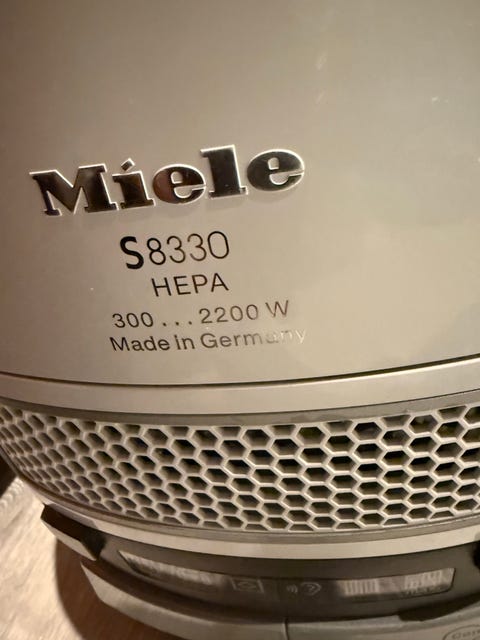 Miele
S8330
HEPA
300...2200 W
Made in Germany